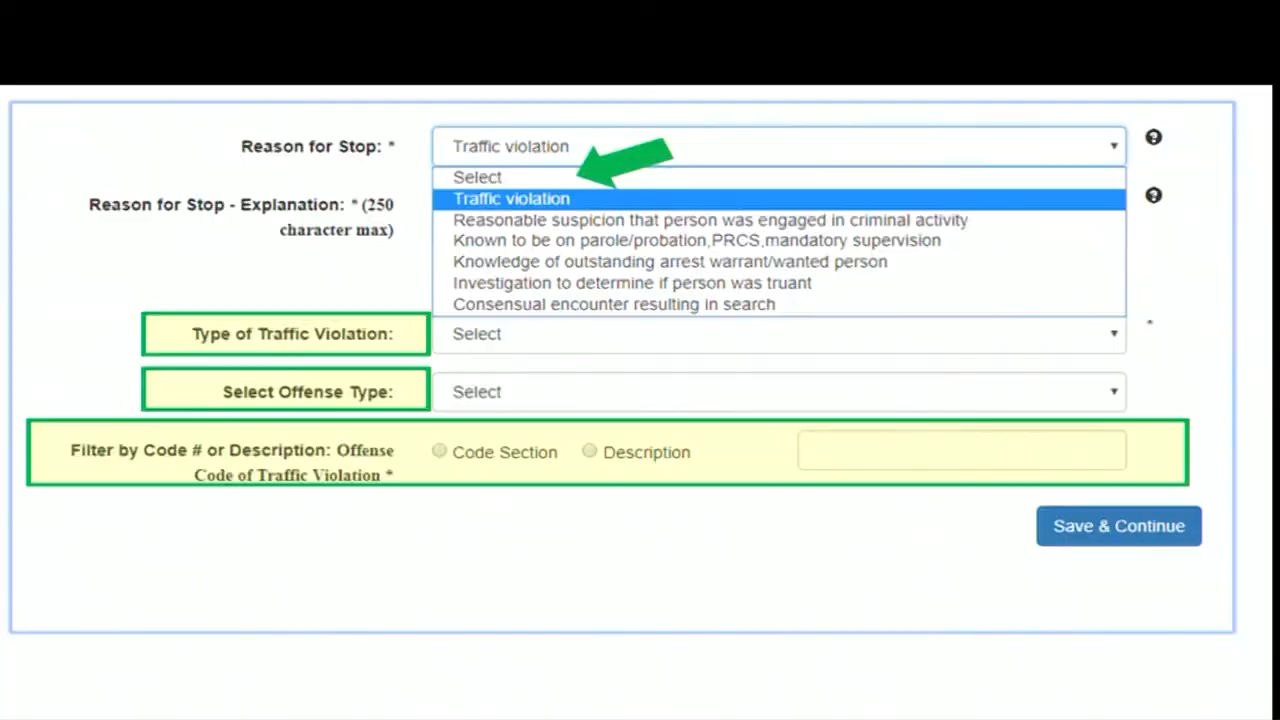 Reason for Stop: *
Traffic violation
Select
Traffic violation
Reason for Stop - Explanation: * (250
character max)
Reasonable suspicion that person was engaged in criminal activity
Known to be on parole/probation,PRCS,mandatory supervision
Knowledge of outstanding arrest warrant/wanted person
Investigation to determine if person was truant
Consensual encounter resulting in search
Type of Traffic Violation:
Select
*
Select Offense Type:
Select
Filter by Code # or Description: Offense
Code of Traffic Violation *
Code Section
Description
Save & Continue